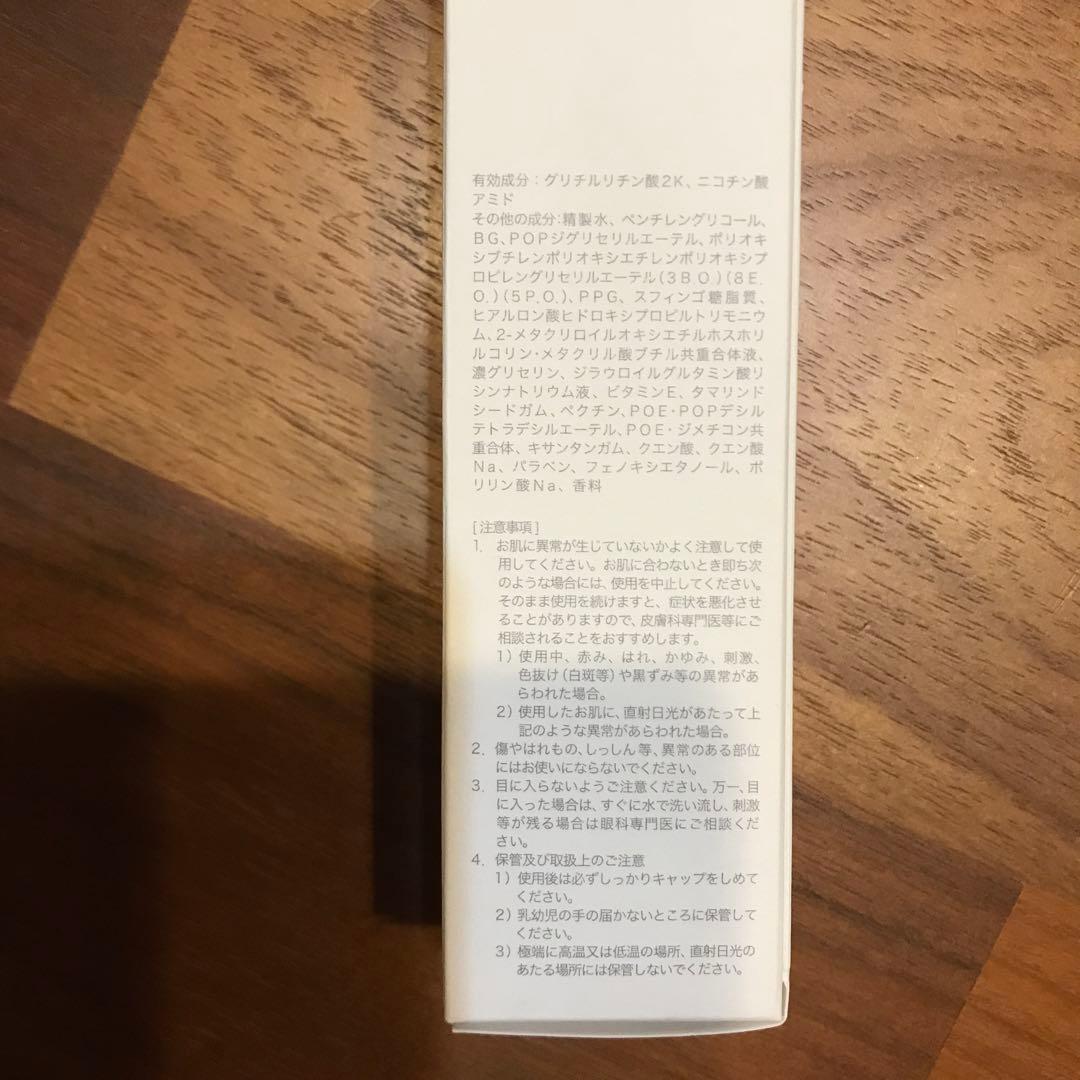 有効成分：グリチルリチン酸2K、ニコチン酸
アミド
その他の成分:精製水、ペンチレングリコール、
BG、POPジグリセリルエーテル、ポリオキ
シブチレンポリオキシエチレンポリオキシプ
ロピレングリセリルエーテル(3B.O.)(8E.
O.)(5P.O.)、PPG、スフィンゴ糖脂質、
ヒアルロン酸ヒドロキシプロピルトリモニウ
ム、2-メタクリロイルオキシエチルホスホリ
ルコリン・メタクリル酸ブチル共重合体液、
濃グリセリン、ジラウロイルグルタミン酸リ
シンナトリウム液、ビタミンE、タマリンド
シードガム、ペクチン、POE・POPデシル
テトラデシルエーテル、POE・ジメチコン共
重合体、キサンタンガム、クエン酸、クエン酸
Na、パラベン、フェノキシエタノール、ポ
リリン酸Na、香料
[注意事項]
1. お肌に異常が生じていないかよく注意して使
用してください。お肌に合わないとき即ち次
のような場合には、使用を中止してください。
そのまま使用を続けますと、症状を悪化させ
ることがありますので、皮膚科専門医等にご
相談されることをおすすめします。
1) 使用中、赤み、はれ、かゆみ、刺激、
色抜け(白斑等)や黒ずみ等の異常があ
らわれた場合。
2) 使用したお肌に、直射日光があたって上
記のような異常があらわれた場合。
2. 傷やはれもの、しっしん等、異常のある部位
にはお使いにならないでください。
3. 目に入らないようご注意ください。万一、目
に入った場合は、すぐに水で洗い流し、刺激
等が残る場合は眼科専門医にご相談くだ
さい。
4. 保管及び取扱上のご注意
1) 使用後は必ずしっかりキャップをしめて
ください。
2) 乳幼児の手の届かないところに保管して
ください。
3) 極端に高温又は低温の場所、直射日光の
あたる場所には保管しないでください。